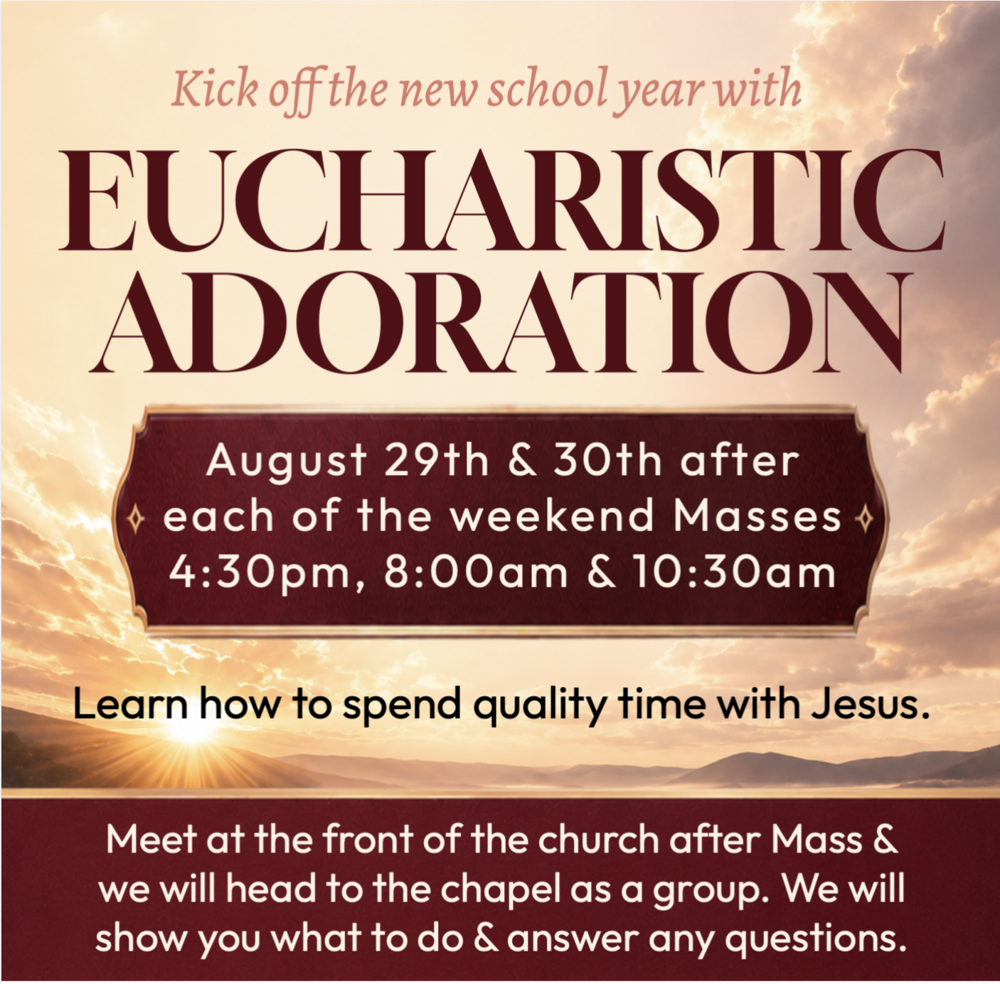 Kick off the new school year with
EUCHARISTIC
ADORATION
August 29th & 30th after
each of the weekend Masses
4:30pm, 8:00am & 10:30am
Learn how to spend quality time with Jesus.
Meet at the front of the church after Mass &
we will head to the chapel as a group. We will
show you what to do & answer any questions.